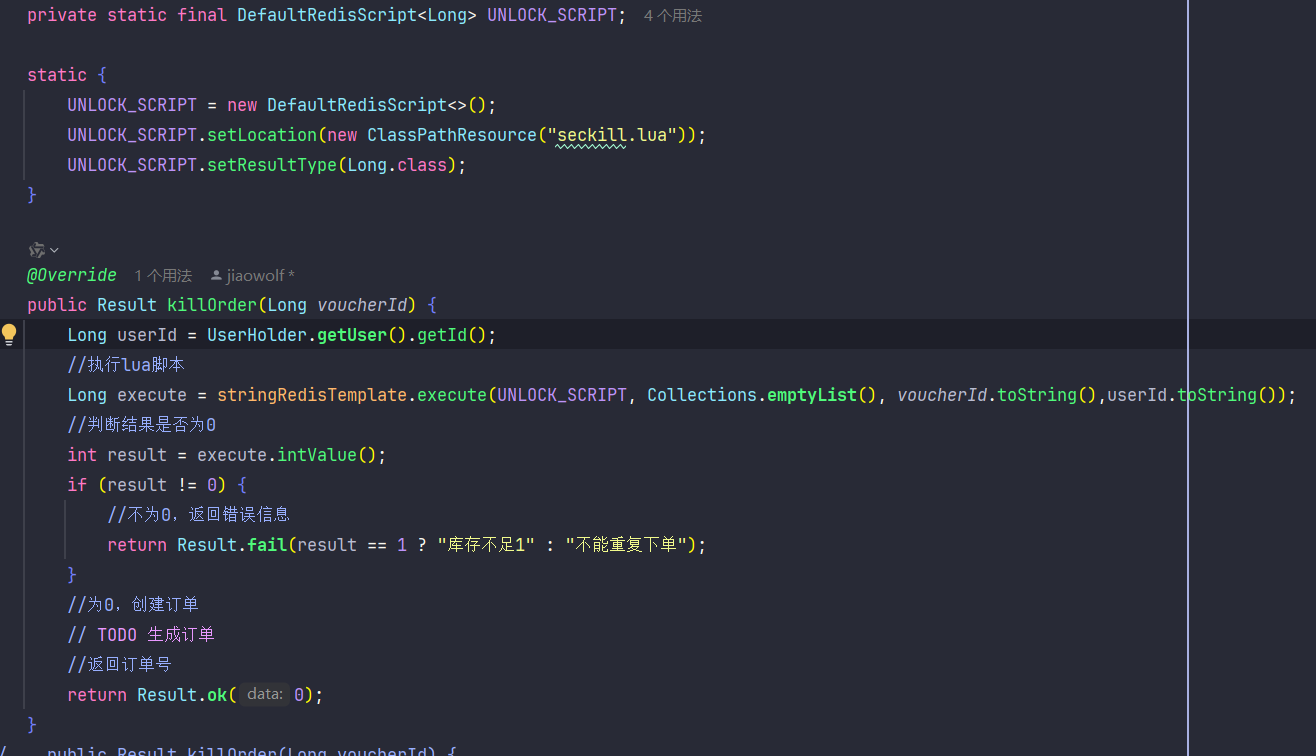 private static final DefaultRedisScript<Long> UNLOCK_SCRIPT; 4 个用法
static {
UNLOCK_SCRIPT = new DefaultRedisScript<>();
UNLOCK_SCRIPT.setLocation(new ClassPathResource("seckill.lua"));
UNLOCK_SCRIPT.setResultType(Long.class);
}
@Override 1 个用法 jiaowolf *
public Result killOrder(Long voucherId) {
Long userId = UserHolder.getUser().getId();
//执行lua脚本
Long execute = stringRedisTemplate.execute(UNLOCK_SCRIPT, Collections.emptyList(), voucherId.toString(),userId.toString());
//判断结果是否为0
int result = execute.intValue();
if (result != 0) {
//不为0，返回错误信息
return Result.fail(result == 1 ? "库存不足1" : "不能重复下单");
}
//为0，创建订单
// TODO 生成订单
//返回订单号
return Result.ok( data: 0);
}
/ public Result killOrder(Long voucherId) {